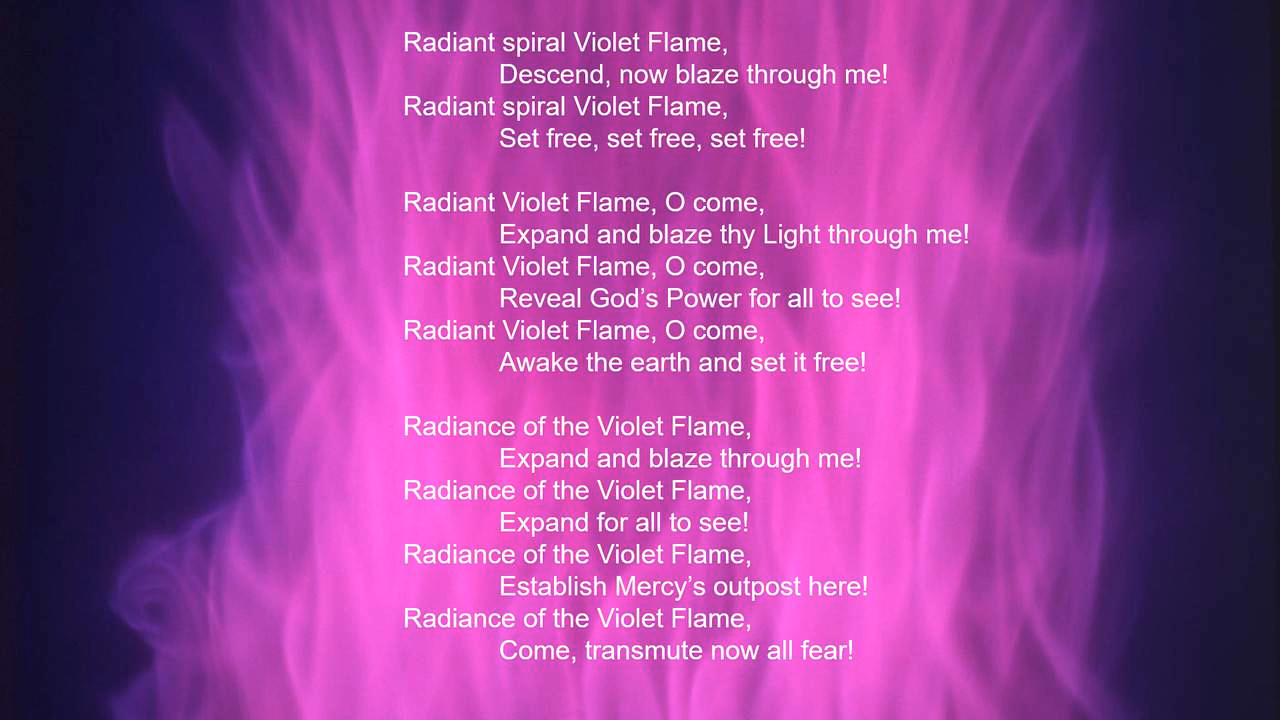 Radiant spiral Violet Flame,
Descend, now blaze through me!
Radiant spiral Violet Flame,
Set free, set free, set free!
Radiant Violet Flame, O come,
Expand and blaze thy Light through me!
Radiant Violet Flame, O come,
Reveal God’s Power for all to see!
Radiant Violet Flame, O come,
Awake the earth and set it free!
Radiance of the Violet Flame,
Expand and blaze through me!
Radiance of the Violet Flame,
Expand for all to see!
Radiance of the Violet Flame,
Establish Mercy’s outpost here!
Radiance of the Violet Flame,
Come, transmute now all fear!